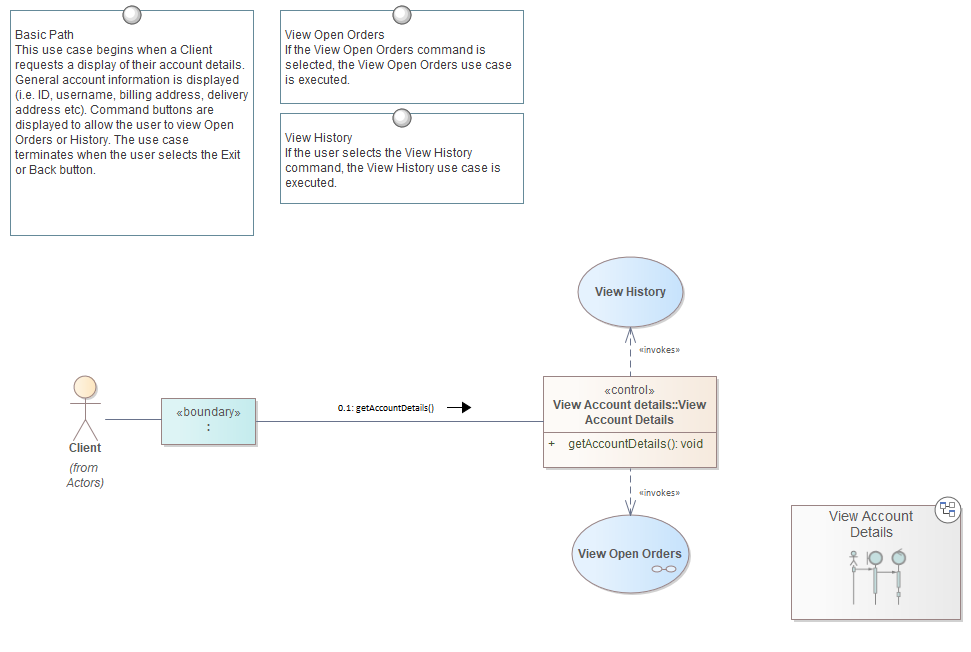 Basic Path
This use case begins when a Client
requests a display of their account details.
General account information is displayed
(i.e. ID, username, billing address, delivery
address etc). Command buttons are
displayed to allow the user to view Open
Orders or History. The use case
terminates when the user selects the Exit
or Back button.
View Open Orders
If the View Open Orders command is
selected, the View Open Orders use case
is executed.
View History
If the user selects the View History
command, the View History use case is
executed.
View History
«invokes»
«control»
View Account details::View
Account Details
+ getAccountDetails(): void
0.1: getAccountDetails()
«boundary»
:
Client
(from
Actors)
«invokes»
View Open Orders
View Account
Details